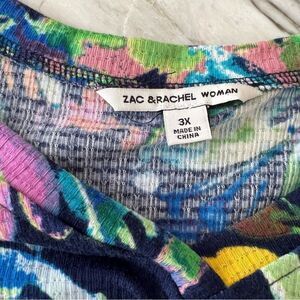 ZAC & RACHEL WOMAN
3X
MADE IN
CHINA